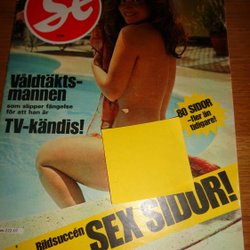 se
Våldtäkts-
mannen
som slipper fängelse
för att han är
TV-kändis!
80 SIDOR
-fler än
tidigare!
Bildsuccén
SEX SIDOR!